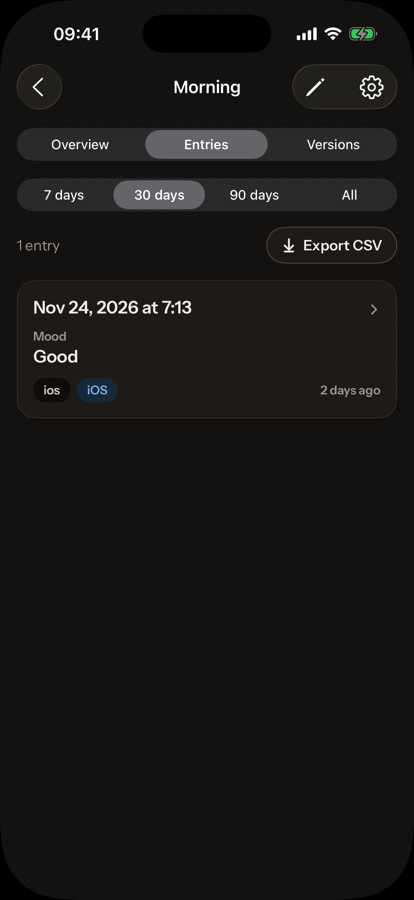 09:41
Morning
Overview Entries Versions
7 days 30 days 90 days All
1 entry Export CSV
Nov 24, 2026 at 7:13
Mood
Good
ios iOS 2 days ago